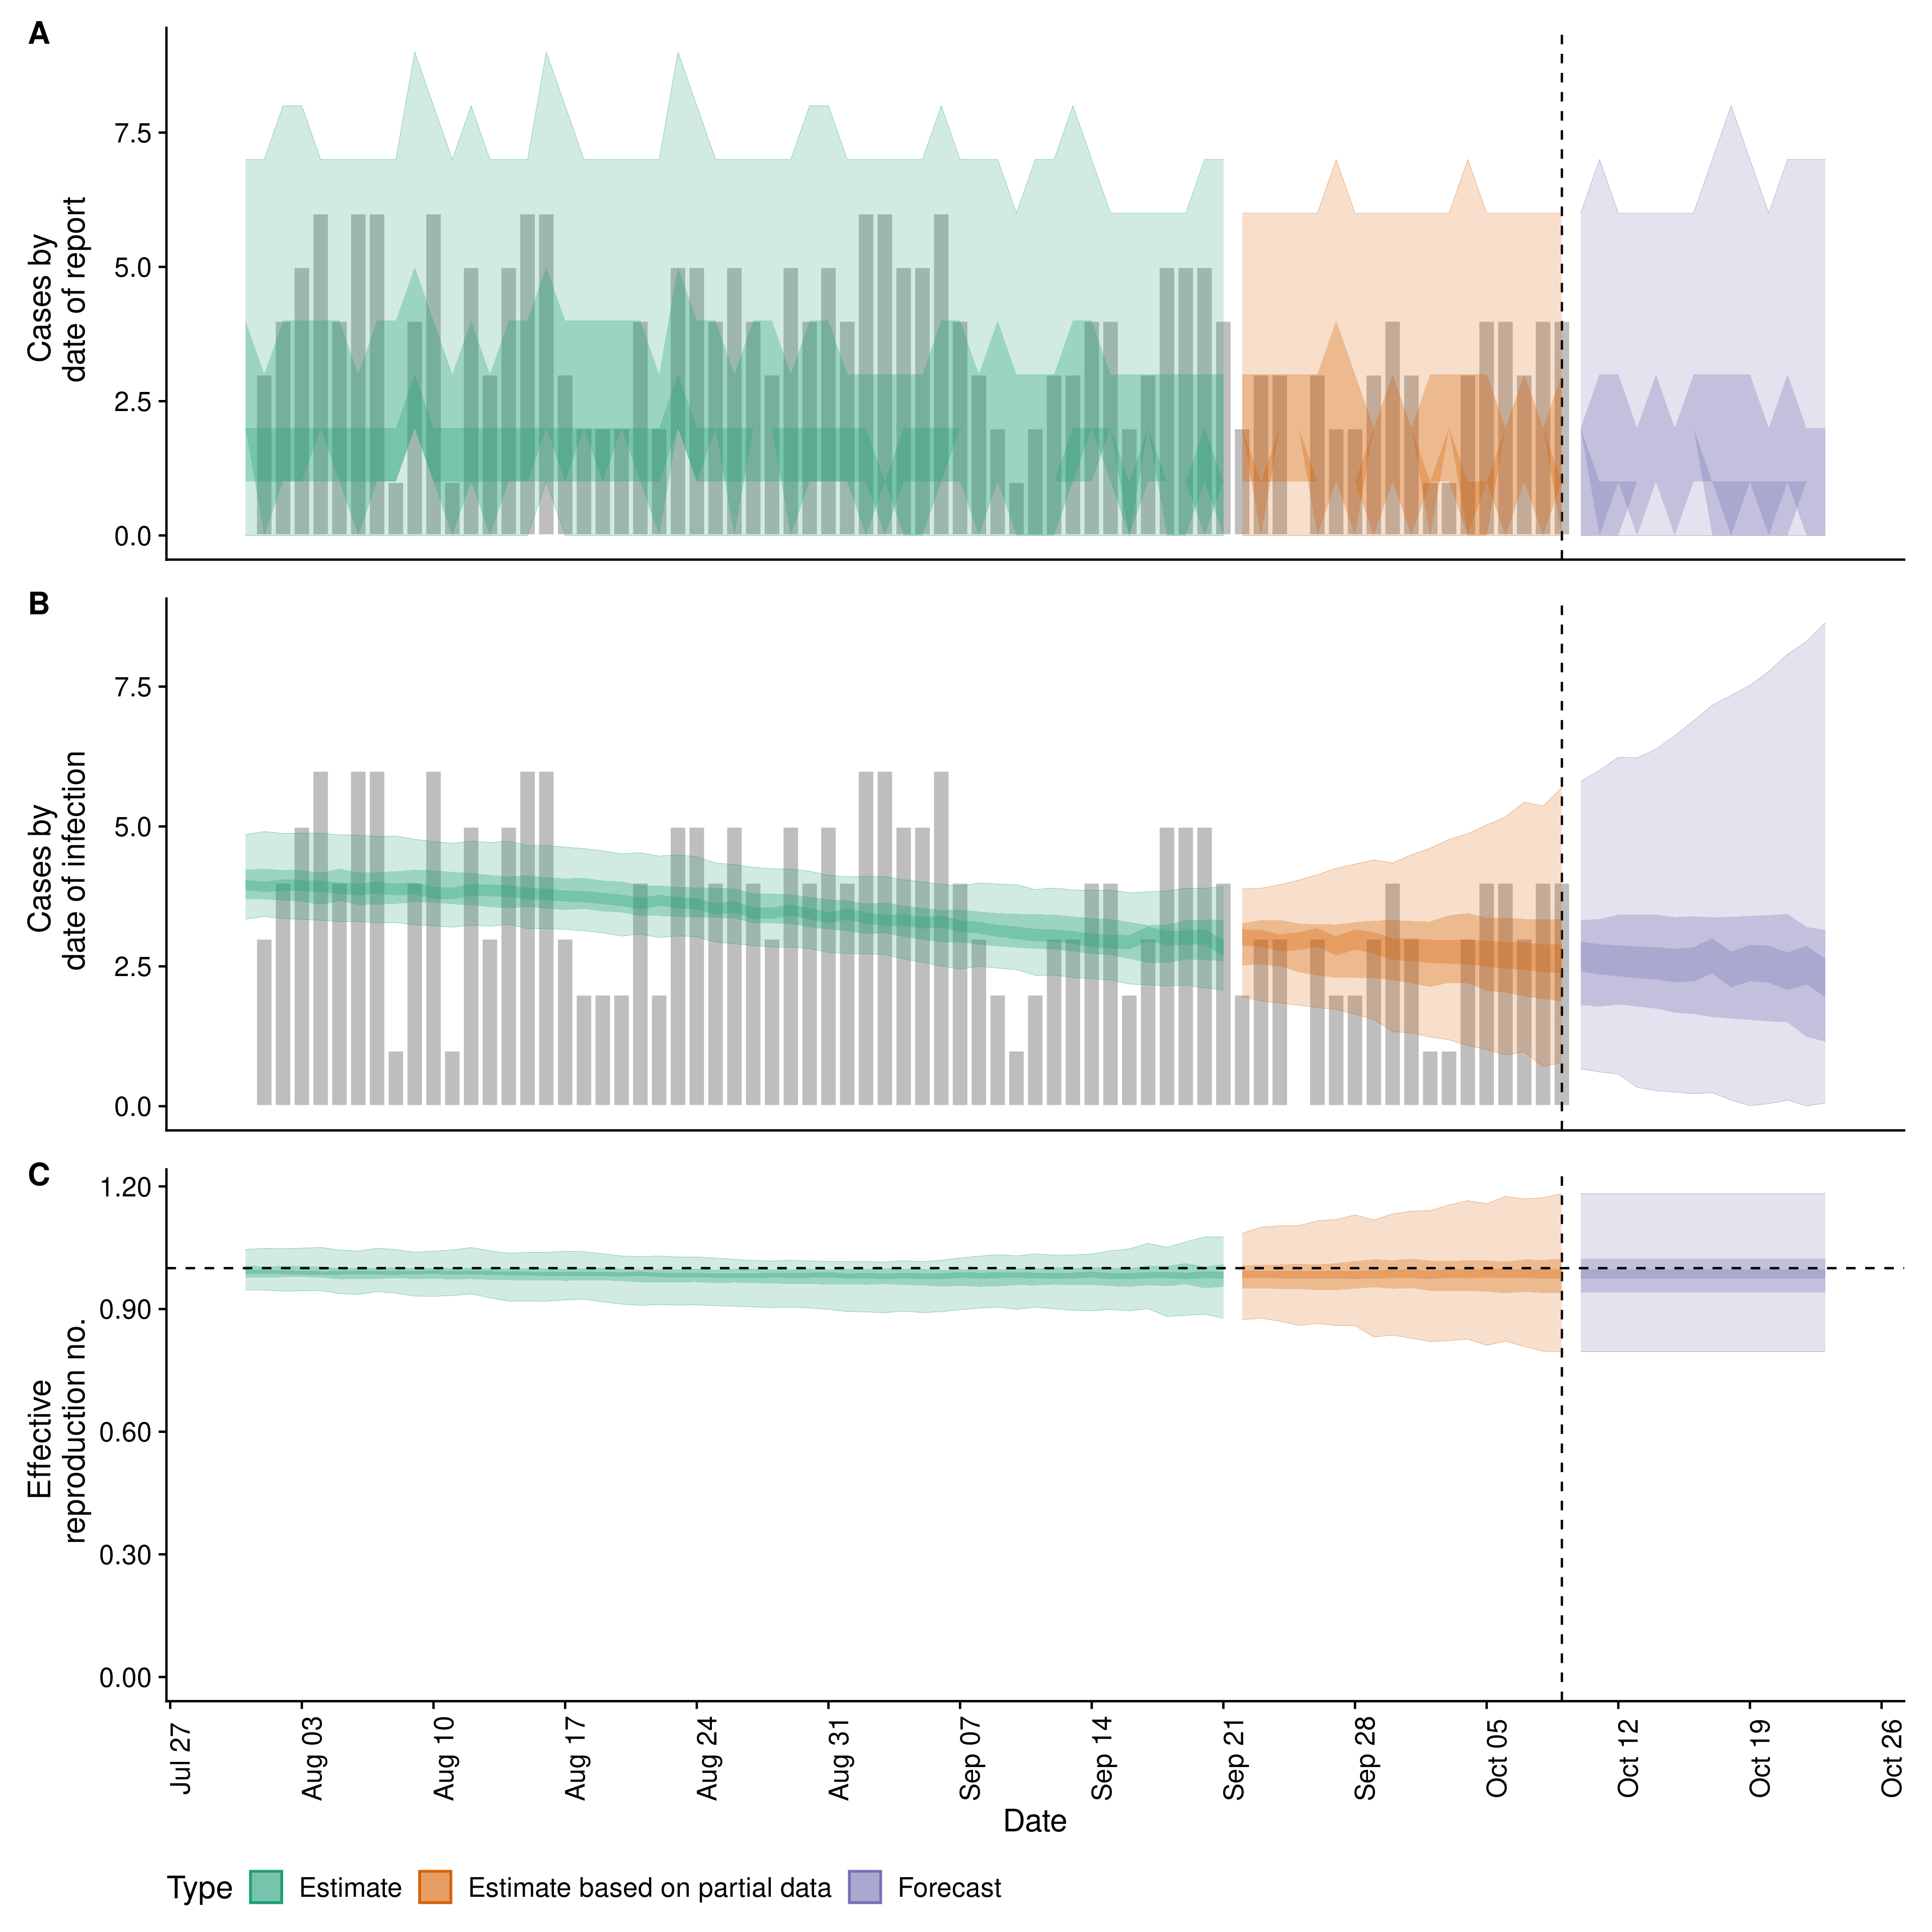 A
Cases by
date of report
7.5
5.0
2.5
0.0
B
Cases by
date of infection
7.5
5.0
2.5
0.0
C
Effective
reproduction no.
1.20
0.90
0.60
0.30
0.00
Jul 27
Aug 03
Aug 10
Aug 17
Aug 24
Aug 31
Sep 07
Sep 14
Sep 21
Sep 28
Oct 05
Oct 12
Oct 19
Oct 26
Date
Type Estimate Estimate based on partial data Forecast